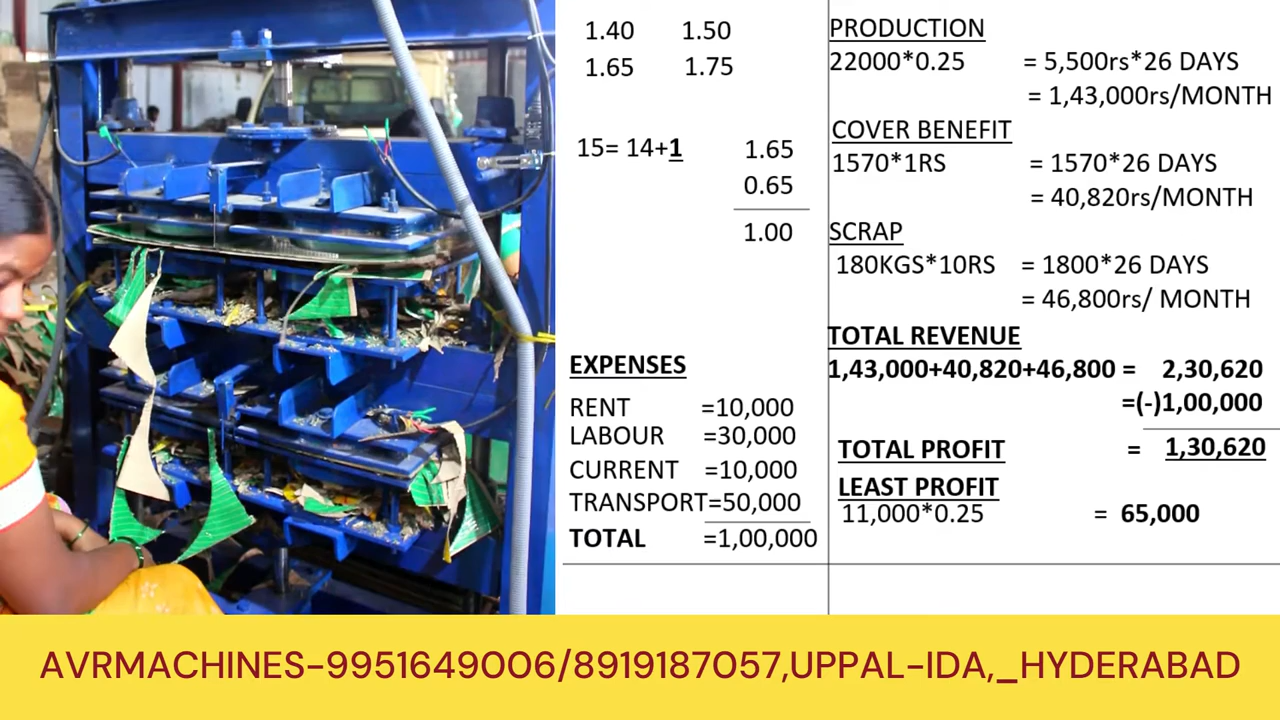 1.40 1.50
1.65 1.75
15= 14+1
1.65
0.65
1.00
EXPENSES
RENT =10,000
LABOUR =30,000
CURRENT =10,000
TRANSPORT=50,000
TOTAL =1,00,000
PRODUCTION
22000*0.25 = 5,500rs*26 DAYS
= 1,43,000rs/MONTH
COVER BENEFIT
1570*1RS = 1570*26 DAYS
= 40,820rs/MONTH
SCRAP
180KGS*10RS = 1800*26 DAYS
= 46,800rs/ MONTH
TOTAL REVENUE
1,43,000+40,820+46,800 = 2,30,620
=(-)1,00,000
TOTAL PROFIT = 1,30,620
LEAST PROFIT
11,000*0.25 = 65,000
AVRMACHINES-9951649006/8919187057,UPPAL-IDA,_HYDERABAD